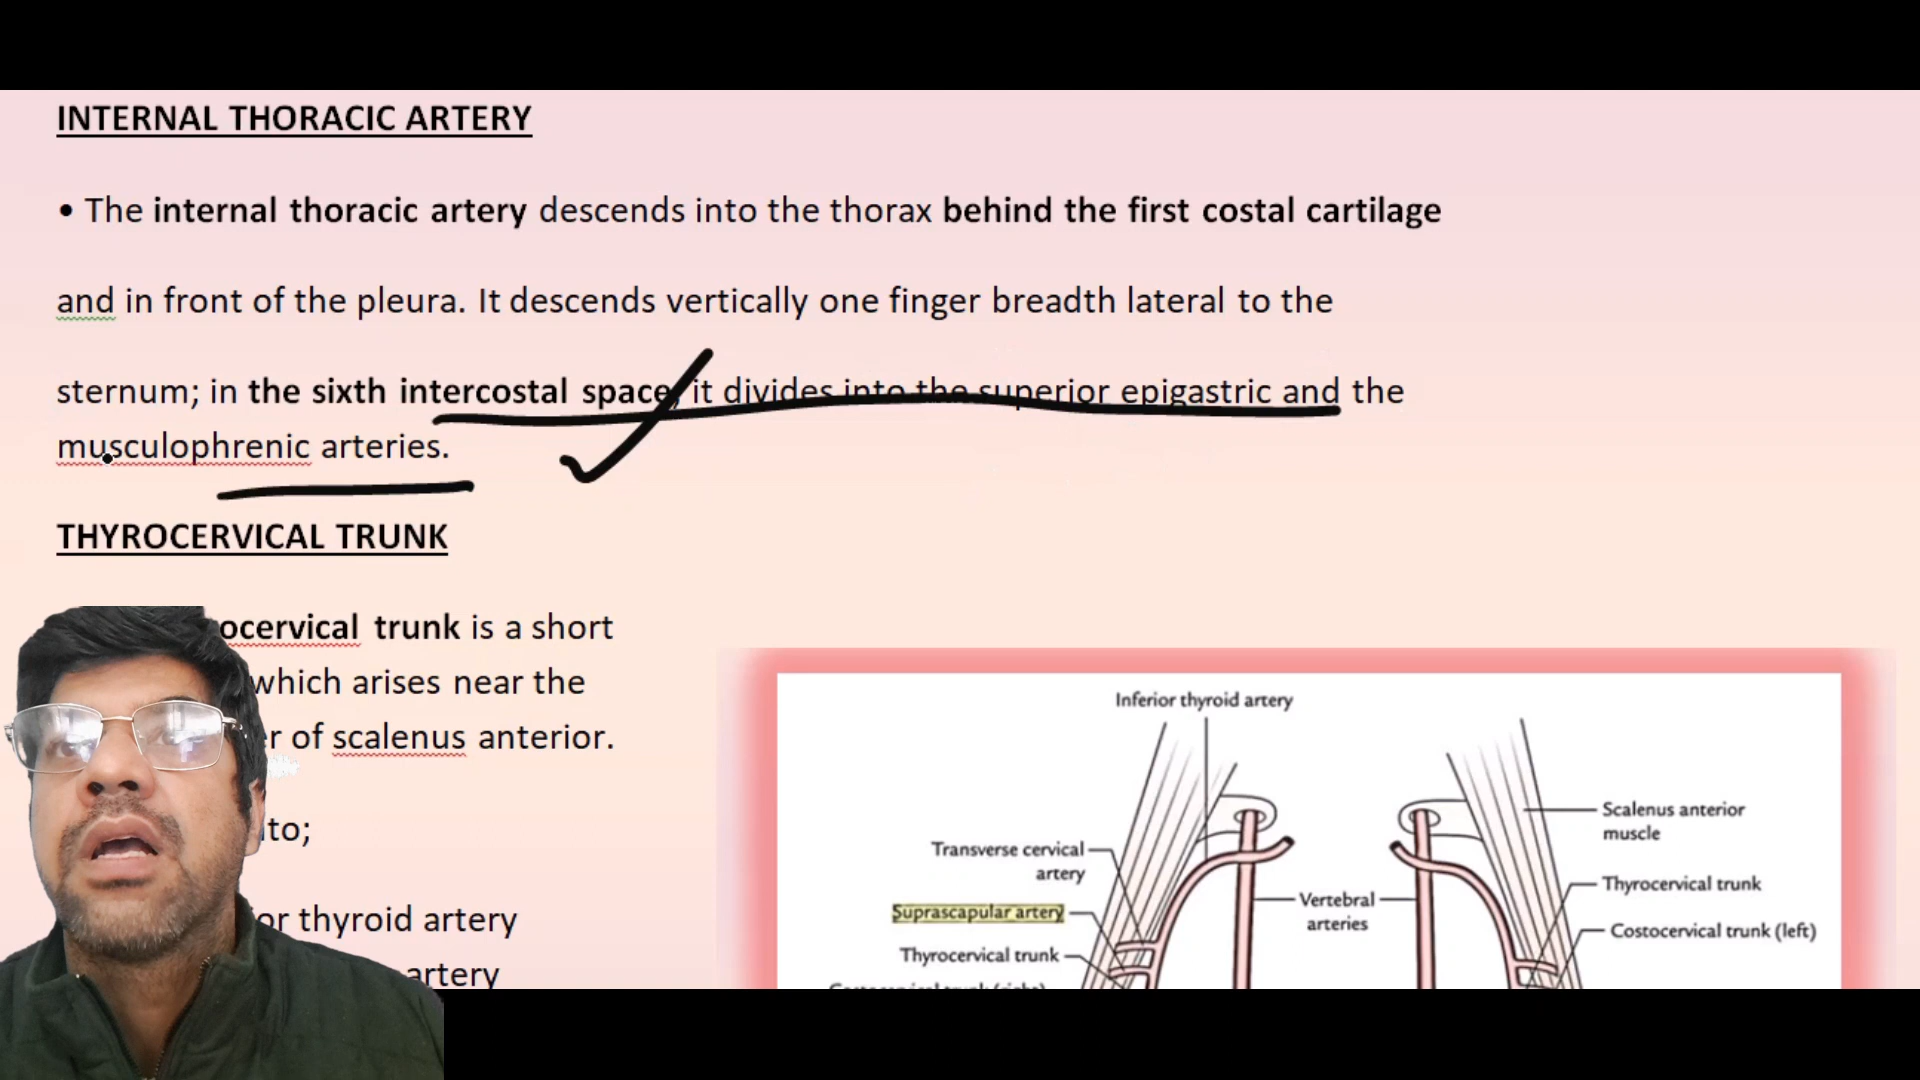 INTERNAL THORACIC ARTERY
• The internal thoracic artery descends into the thorax behind the first costal cartilage
and in front of the pleura. It descends vertically one finger breadth lateral to the
sternum; in the sixth intercostal space, it divides into the superior epigastric and the
musculophrenic arteries.
THYROCERVICAL TRUNK
trunk is a short
which arises near the
of scalenus anterior.
thyroid artery
artery
Inferior thyroid artery
Transverse cervical
artery
Suprascapular artery
Thyrocervical trunk
Vertebral
arteries
Scalenus anterior
muscle
Thyrocervical trunk
Costocervical trunk (left)